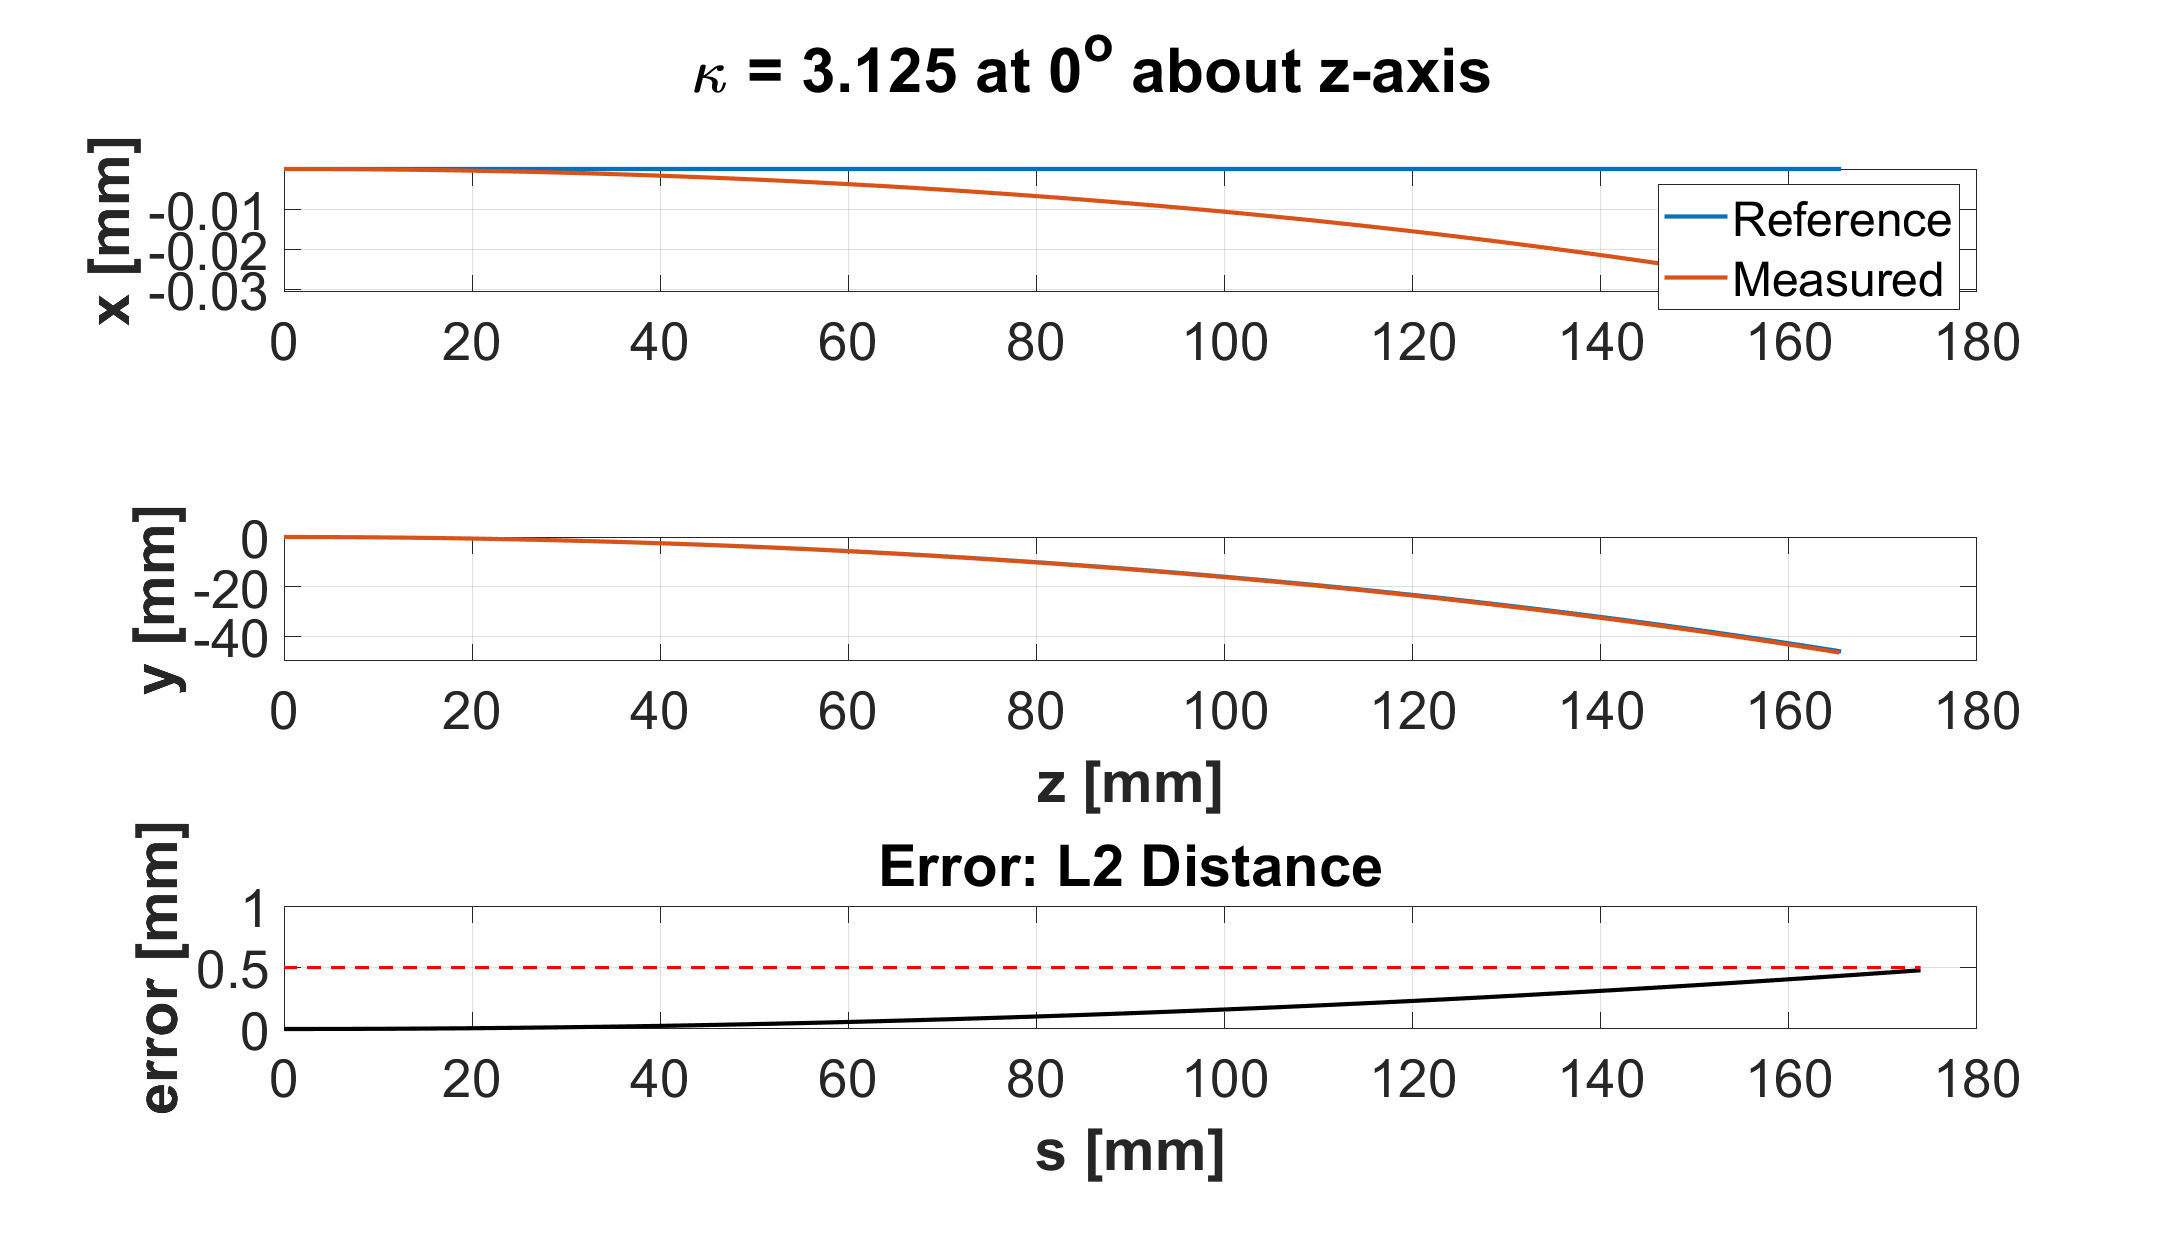 κ = 3.125 at 0° about z-axis
x [mm]
-0.01
-0.02
-0.03
0 20 40 60 80 100 120 140 160 180
Reference
Measured
y [mm]
0
-20
-40
0 20 40 60 80 100 120 140 160 180
z [mm]
Error: L2 Distance
error [mm]
1
0.5
0
0 20 40 60 80 100 120 140 160 180
s [mm]